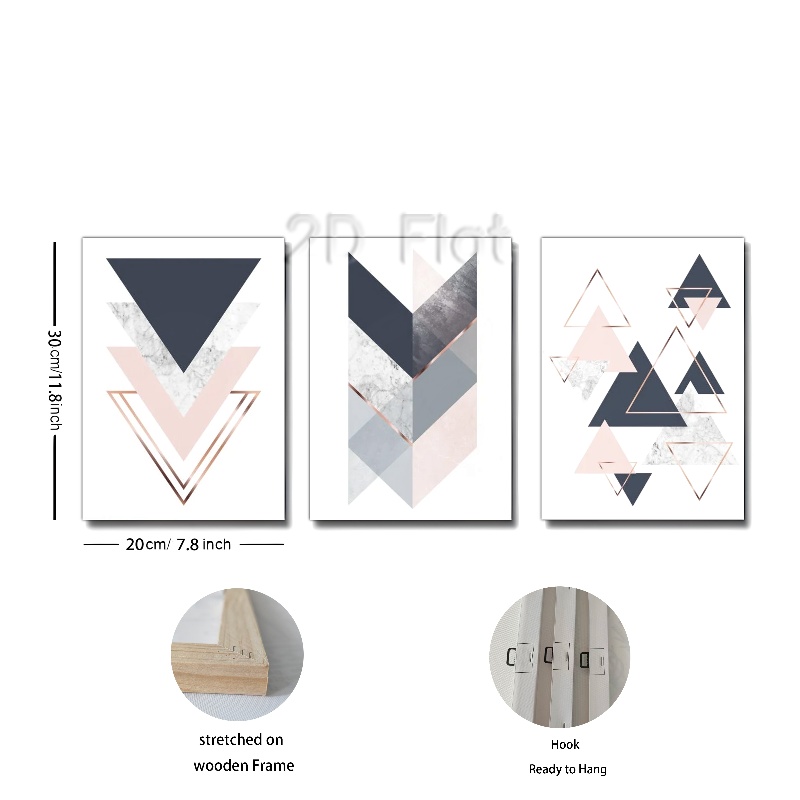 2D Flat
30cm/11.8inch
20cm/ 7.8 inch
stretched on
wooden Frame
Hook
Ready to Hang